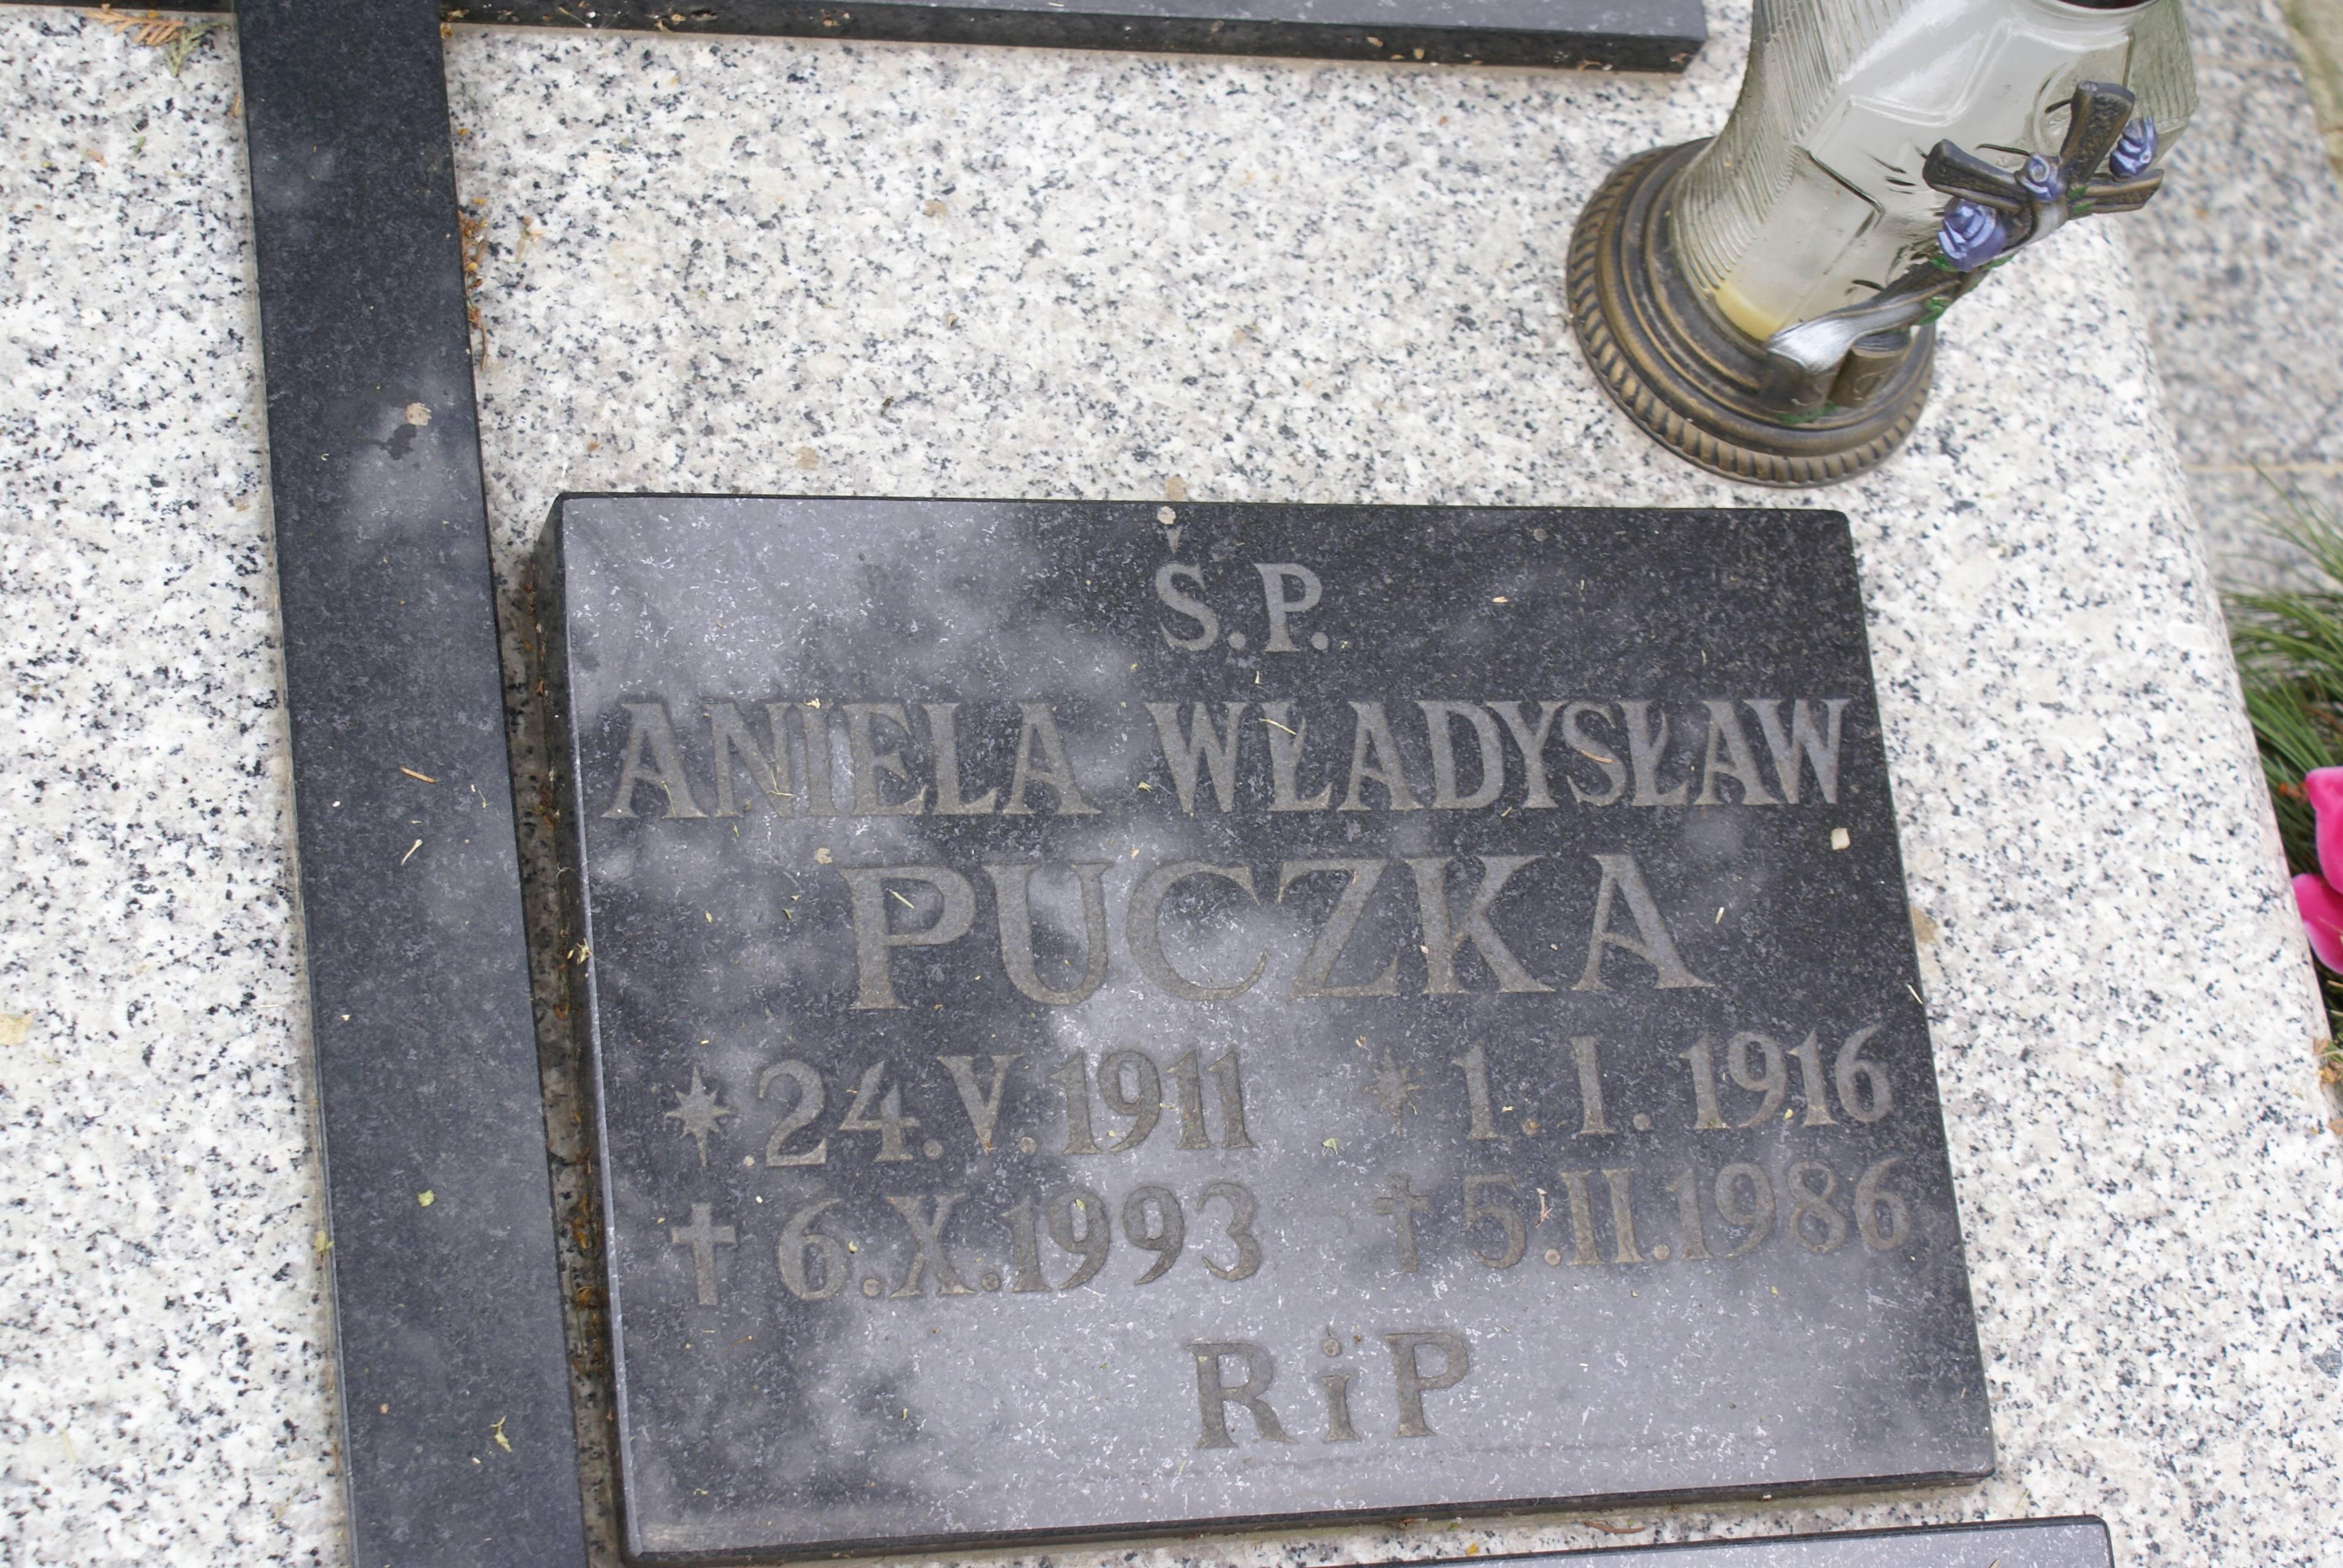 Ś.P.
ANIELA WŁADYSŁAW
PUCZKA
* 24.V.1911 * 1.I.1916
† 6.X.1993 † 5.II.1986
RiP